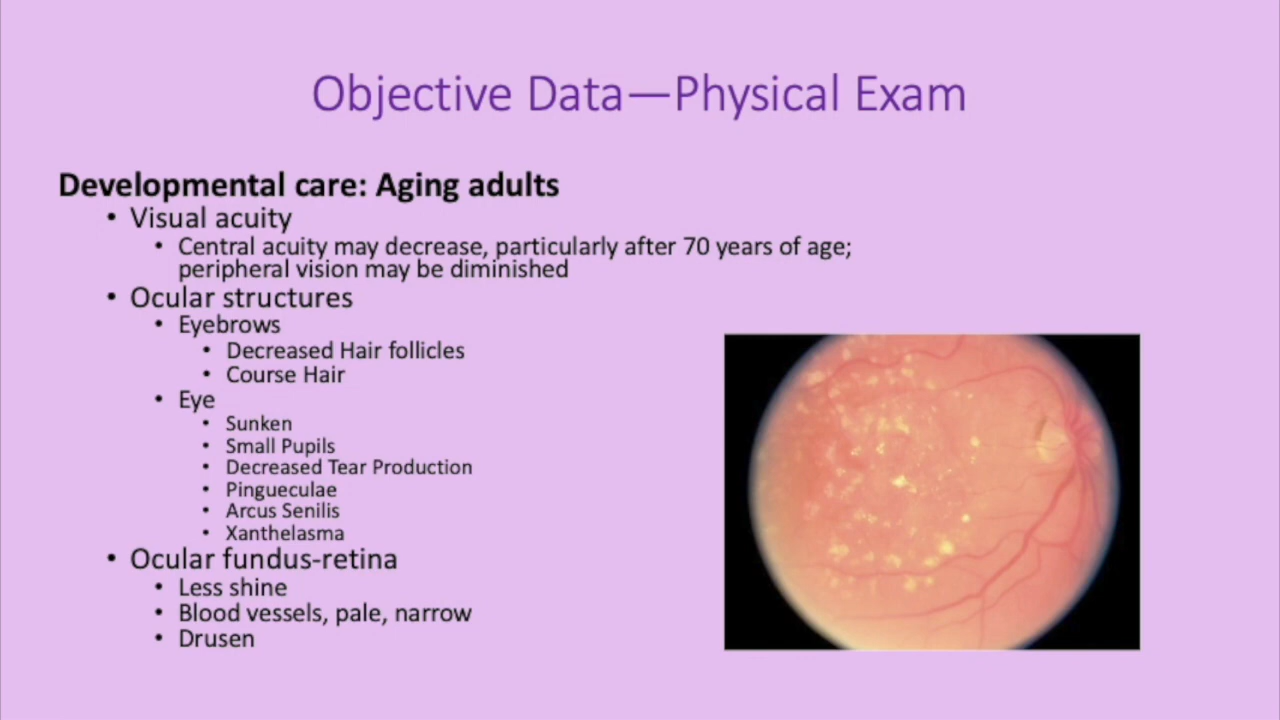 Objective Data—Physical Exam
Developmental care: Aging adults
• Visual acuity
• Central acuity may decrease, particularly after 70 years of age;
peripheral vision may be diminished
• Ocular structures
• Eyebrows
• Decreased Hair follicles
• Course Hair
• Eye
• Sunken
• Small Pupils
• Decreased Tear Production
• Pingueculae
• Arcus Senilis
• Xanthelasma
• Ocular fundus-retina
• Less shine
• Blood vessels, pale, narrow
• Drusen